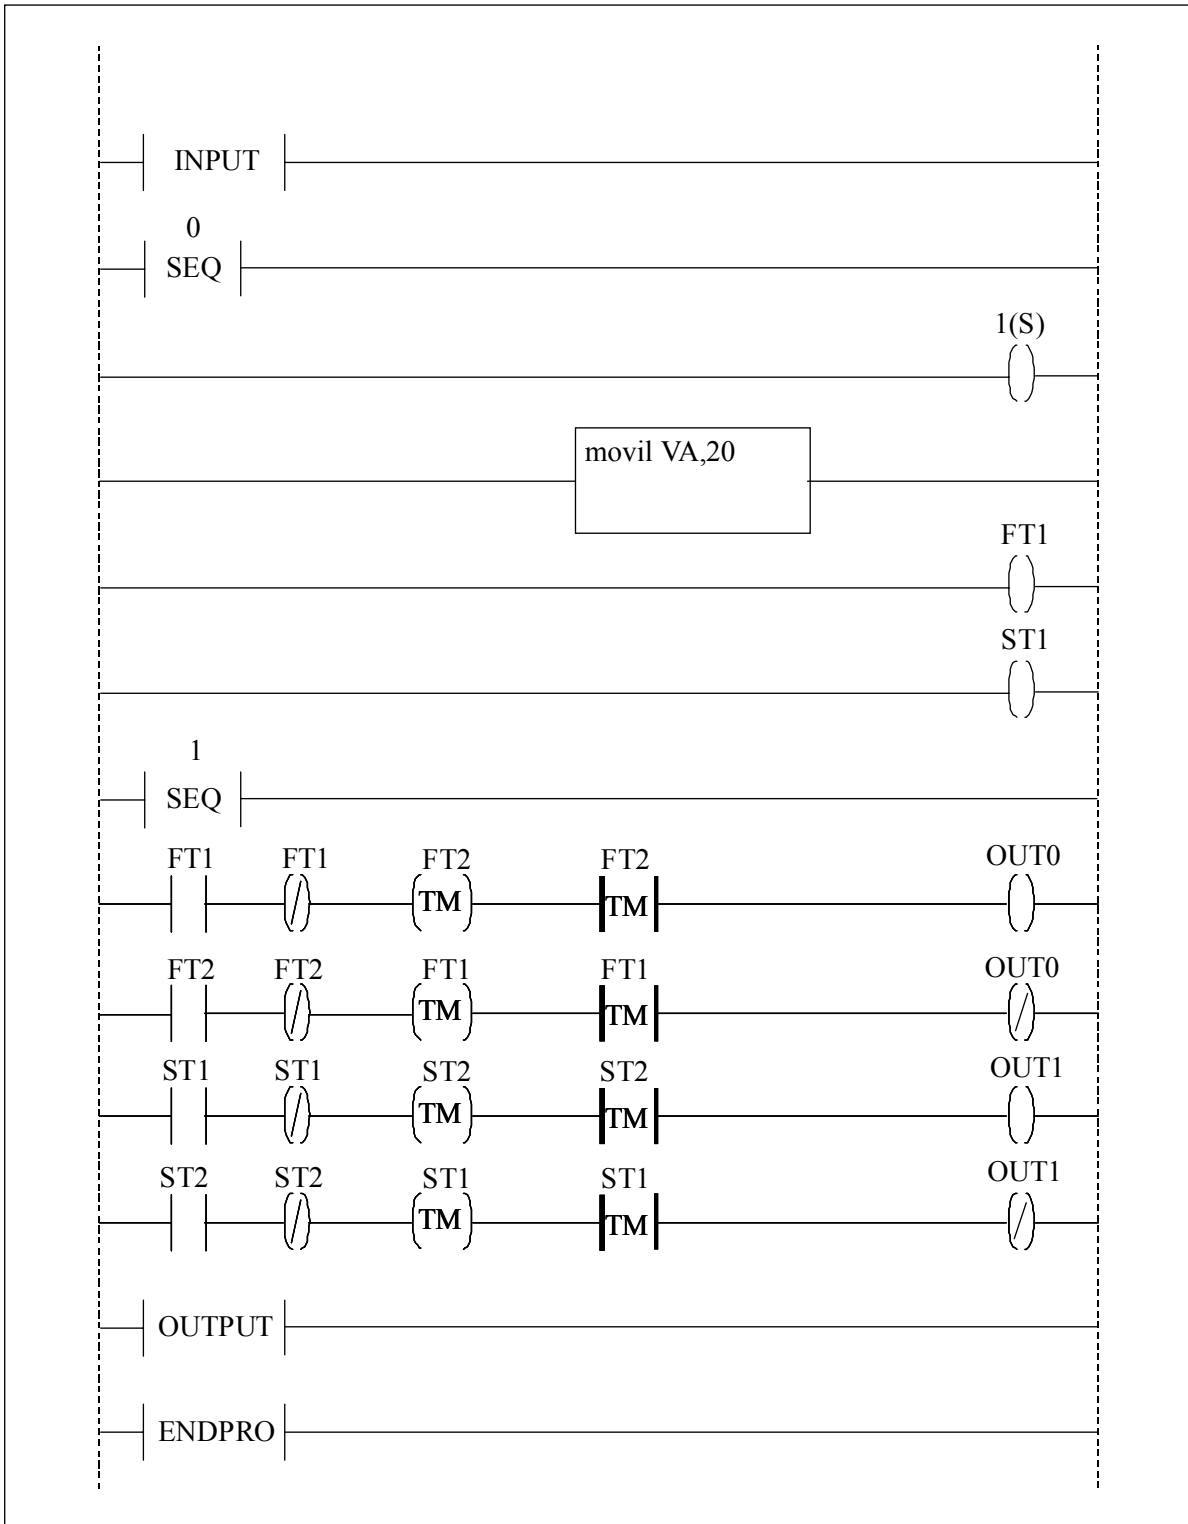 INPUT
0
SEQ
1(S)
movil VA,20
FT1
ST1
1
SEQ
FT1 FT1 FT2 FT2 OUT0
TM TM
FT2 FT2 FT1 FT1 OUT0
TM TM
ST1 ST1 ST2 ST2 OUT1
TM TM
ST2 ST2 ST1 ST1 OUT1
TM TM
OUTPUT
ENDPRO